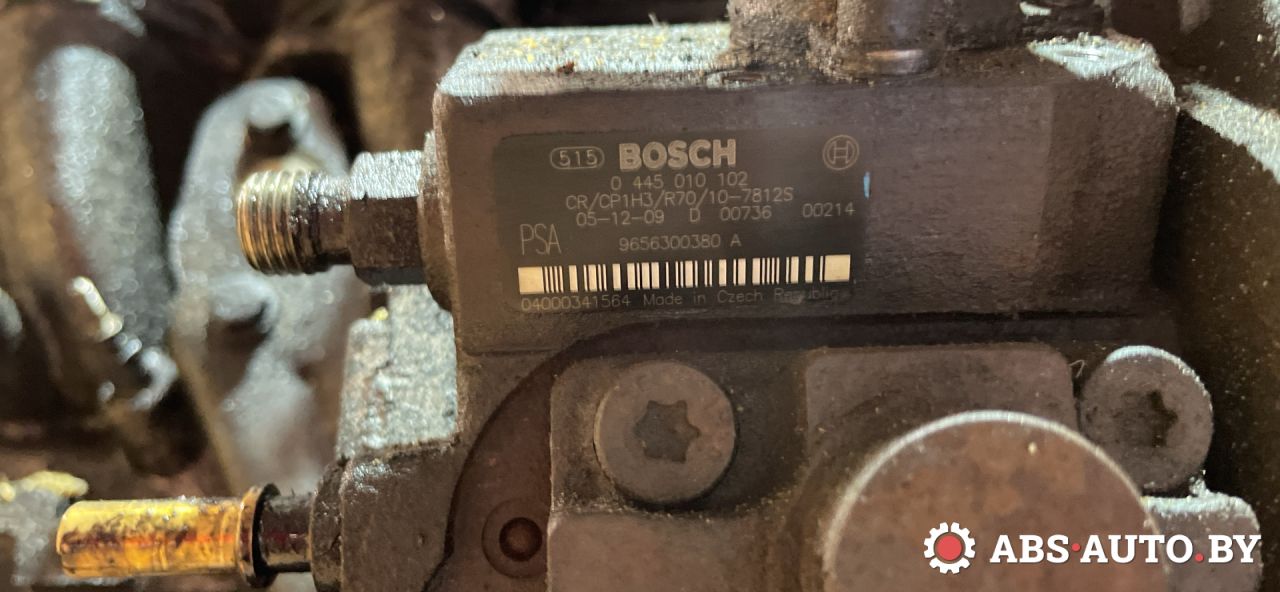 515 BOSCH
0 445 010 102
CR/CP1H3/R70/10-7812S
05-12-09 D 00736 00214
PSA 9656300380 A
04000341564 Made in Czech Republic
ABS·AUTO.BY